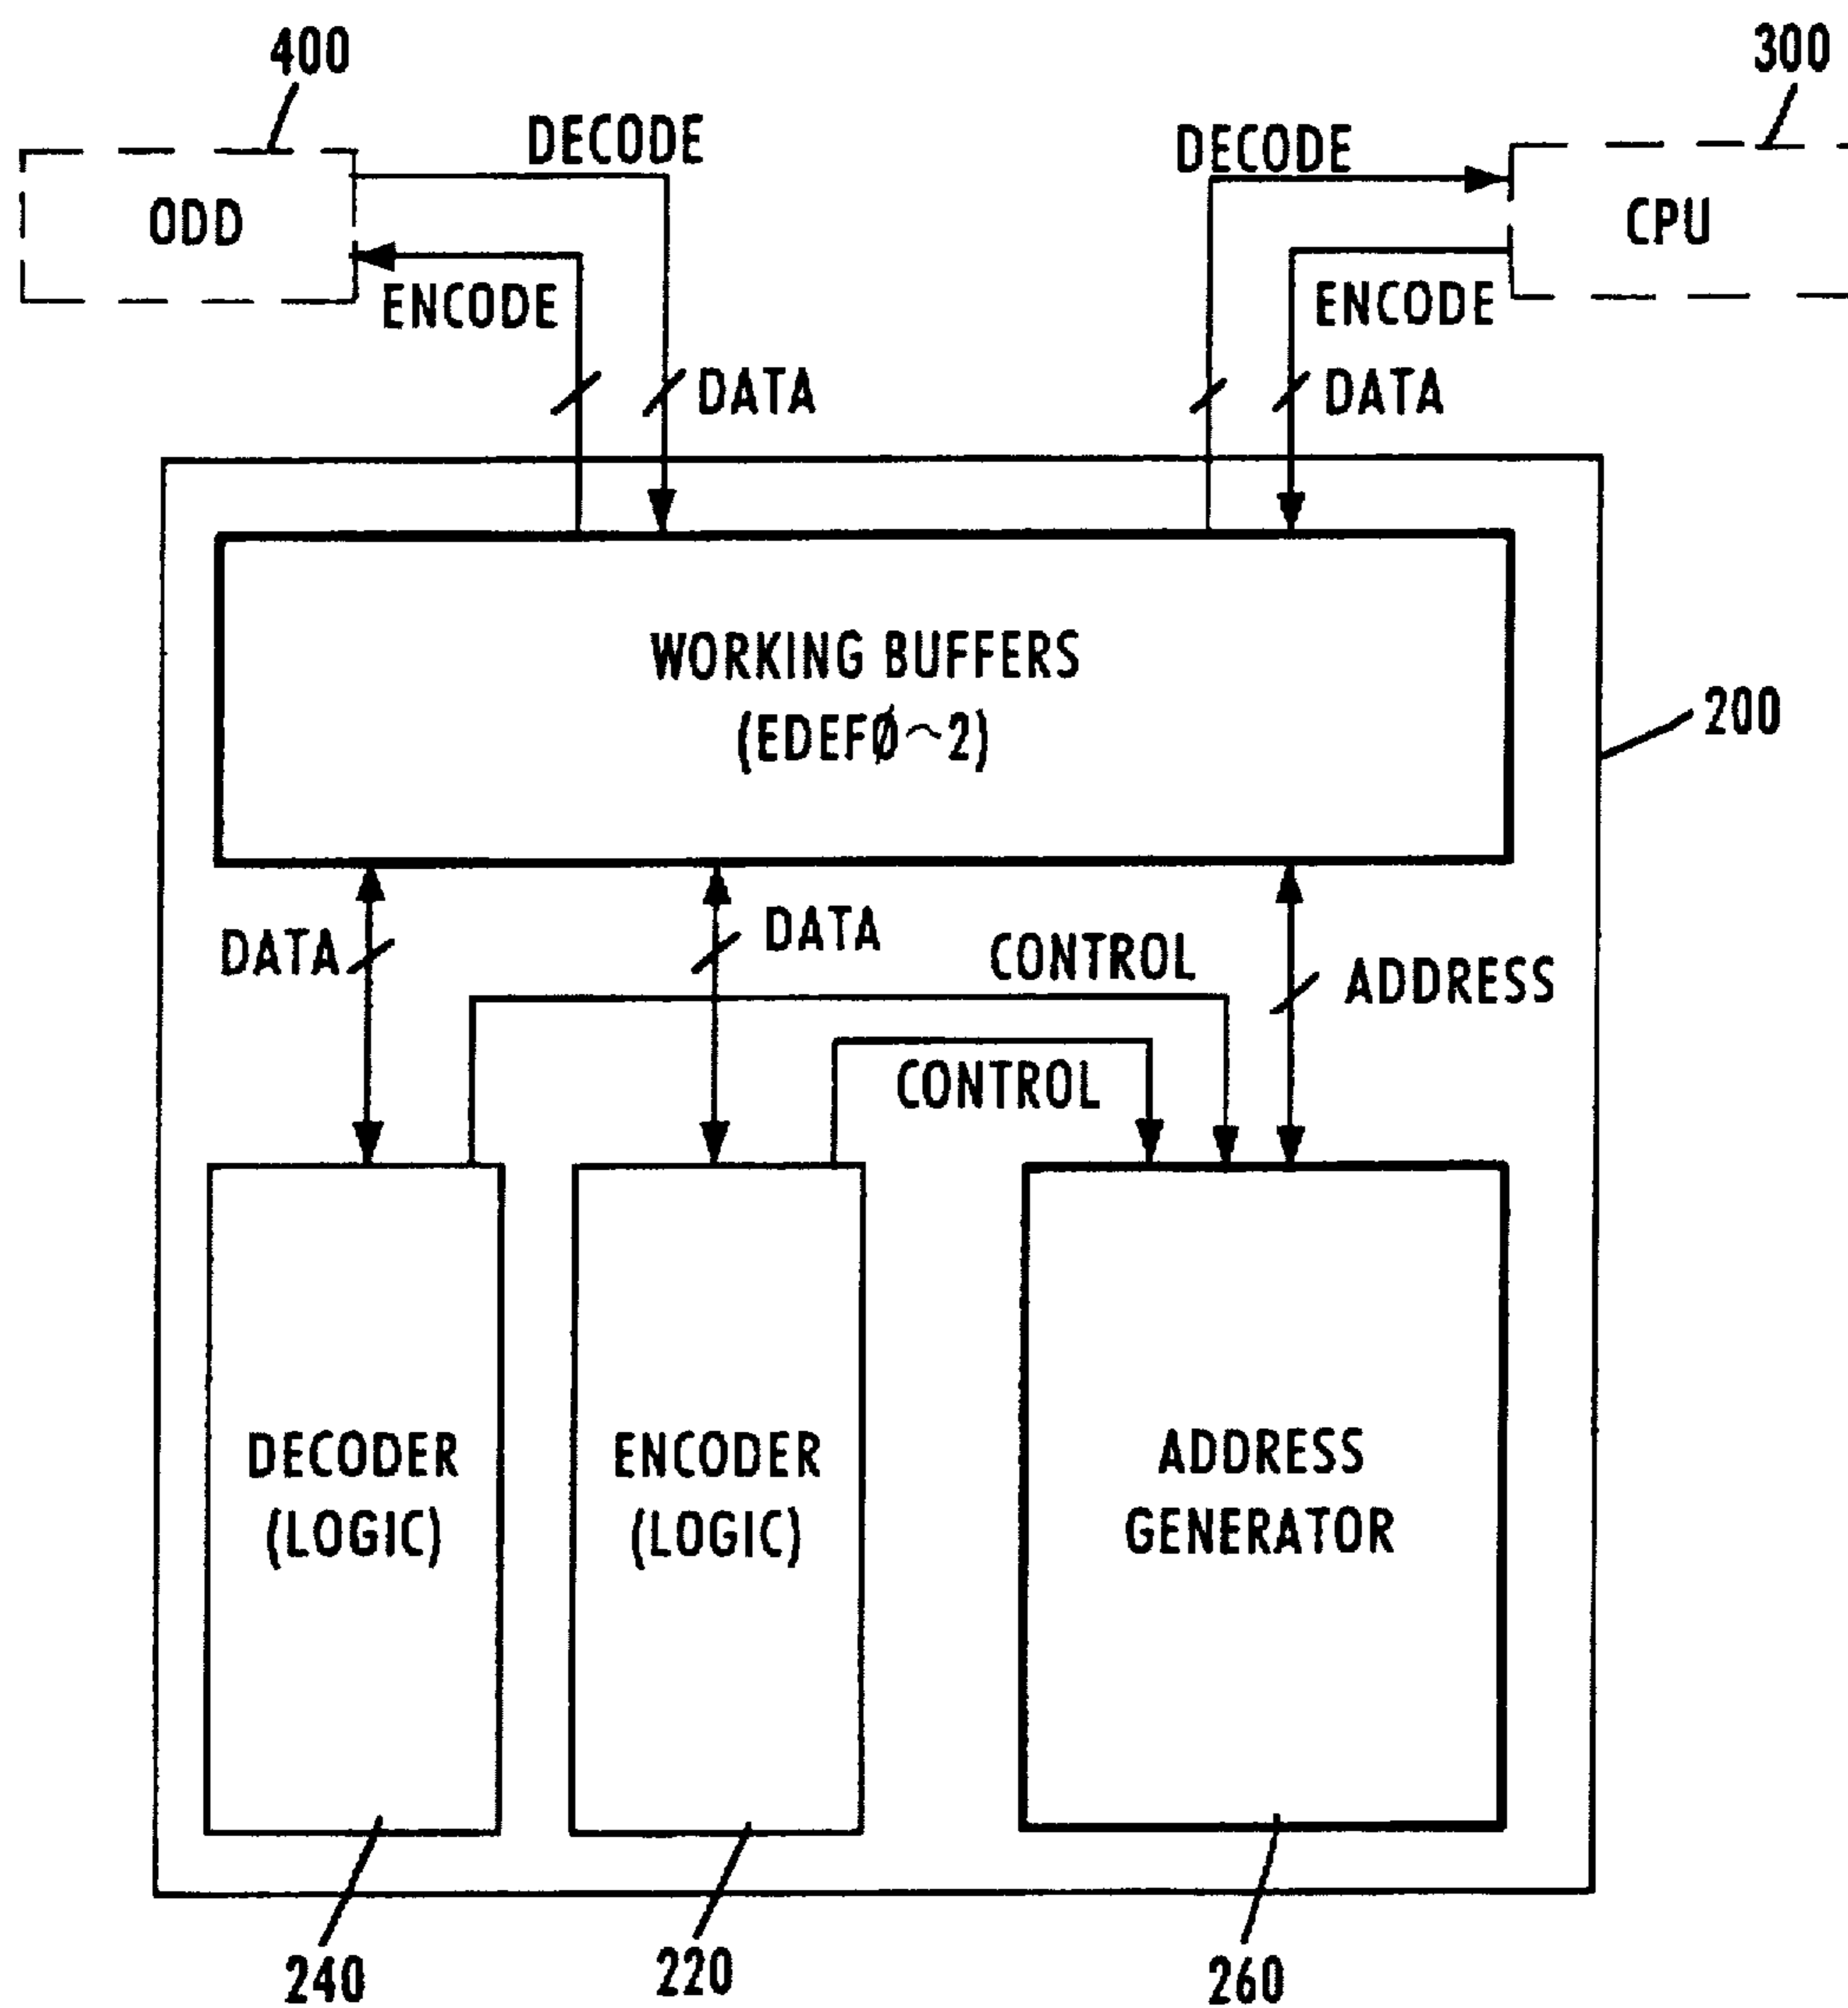 400
300
DECODE
DECODE
ODD
CPU
ENCODE
ENCODE
DATA
DATA
WORKING BUFFERS
(EDEFØ~2)
200
DATA
DATA
CONTROL
ADDRESS
CONTROL
DECODER
(LOGIC)
ENCODER
(LOGIC)
ADDRESS
GENERATOR
240
220
260